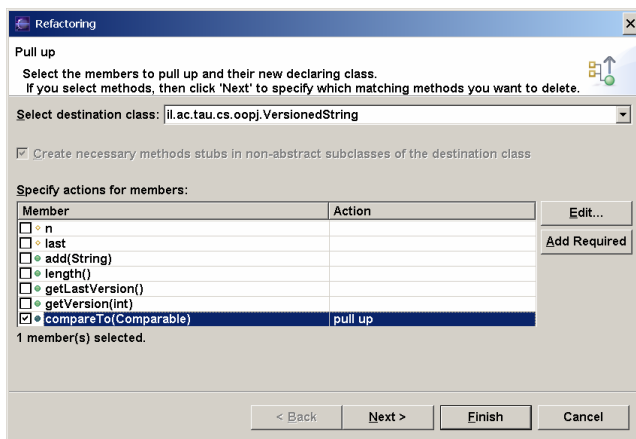 Refactoring
Pull up
Select the members to pull up and their new declaring class.
If you select methods, then click 'Next' to specify which matching methods you want to delete.
Select destination class: il.ac.tau.cs.oopj.VersionedString
Create necessary methods stubs in non-abstract subclasses of the destination class
Specify actions for members:
Member Action
n
last
add(String)
length()
getLastVersion()
getVersion(int)
compareTo(Comparable) pull up
Edit...
Add Required
1 member(s) selected.
< Back Next > Finish Cancel